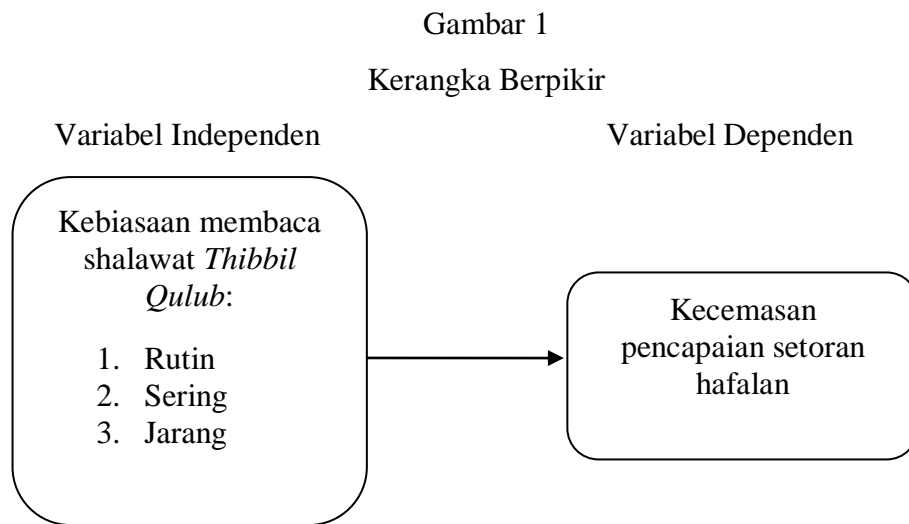 Gambar 1
Kerangka Berpikir
Variabel Independen
Variabel Dependen
Kebiasaan membaca
shalawat Thibbil
Qulub:
1. Rutin
2. Sering
3. Jarang
Kecemasan
pencapaian setoran
hafalan